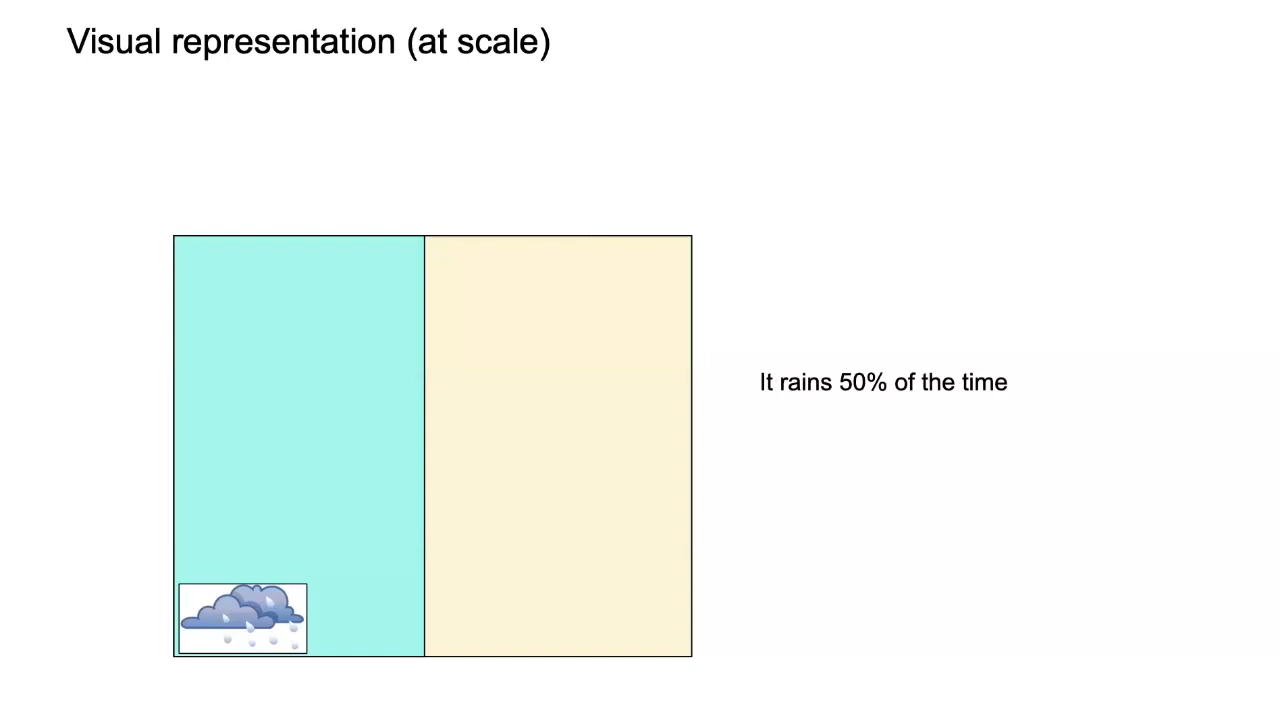 Visual representation (at scale)
It rains 50% of the time